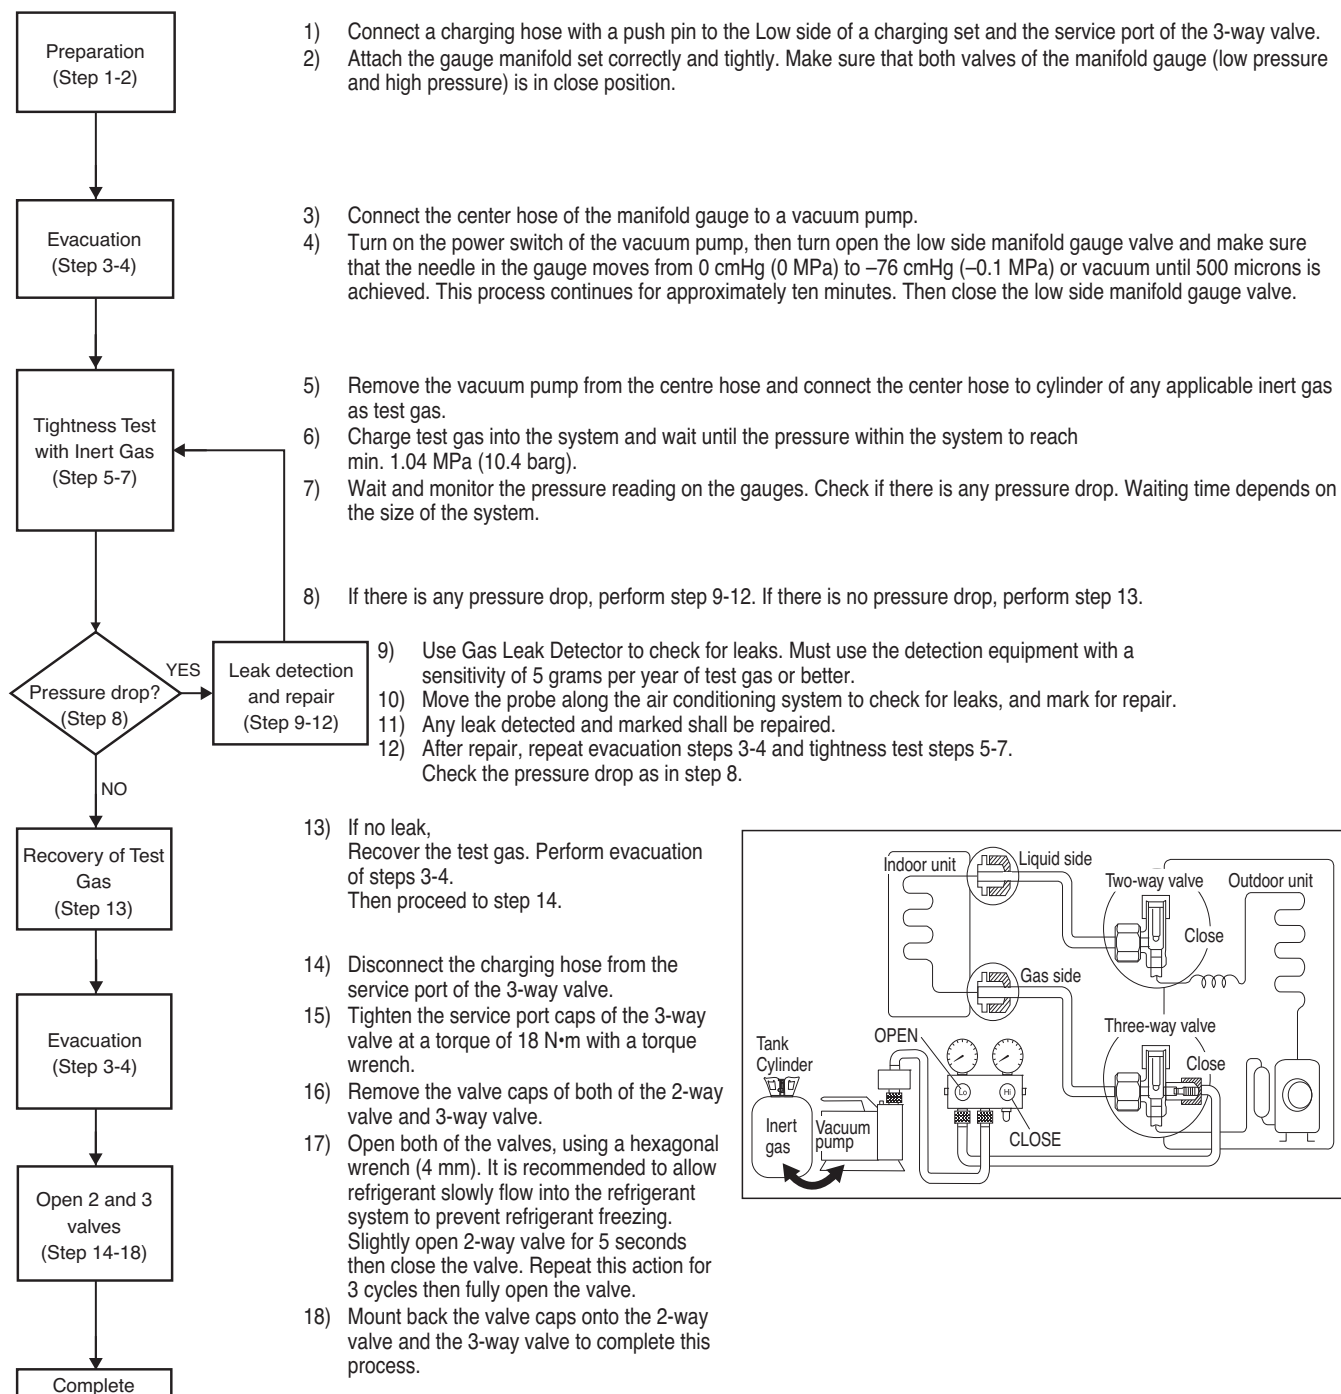 Preparation
(Step 1-2)
1) Connect a charging hose with a push pin to the Low side of a charging set and the service port of the 3-way valve.
2) Attach the gauge manifold set correctly and tightly. Make sure that both valves of the manifold gauge (low pressure
and high pressure) is in close position.
Evacuation
(Step 3-4)
3) Connect the center hose of the manifold gauge to a vacuum pump.
4) Turn on the power switch of the vacuum pump, then turn open the low side manifold gauge valve and make sure
that the needle in the gauge moves from 0 cmHg (0 MPa) to –76 cmHg (–0.1 MPa) or vacuum until 500 microns is
achieved. This process continues for approximately ten minutes. Then close the low side manifold gauge valve.
Tightness Test
with Inert Gas
(Step 5-7)
5) Remove the vacuum pump from the centre hose and connect the center hose to cylinder of any applicable inert gas
as test gas.
6) Charge test gas into the system and wait until the pressure within the system to reach
min. 1.04 MPa (10.4 barg).
7) Wait and monitor the pressure reading on the gauges. Check if there is any pressure drop. Waiting time depends on
the size of the system.
8) If there is any pressure drop, perform step 9-12. If there is no pressure drop, perform step 13.
Pressure drop?
(Step 8)
YES
NO
Leak detection
and repair
(Step 9-12)
9) Use Gas Leak Detector to check for leaks. Must use the detection equipment with a
sensitivity of 5 grams per year of test gas or better.
10) Move the probe along the air conditioning system to check for leaks, and mark for repair.
11) Any leak detected and marked shall be repaired.
12) After repair, repeat evacuation steps 3-4 and tightness test steps 5-7.
Check the pressure drop as in step 8.
Recovery of Test
Gas
(Step 13)
13) If no leak,
Recover the test gas. Perform evacuation
of steps 3-4.
Then proceed to step 14.
Evacuation
(Step 3-4)
14) Disconnect the charging hose from the
service port of the 3-way valve.
15) Tighten the service port caps of the 3-way
valve at a torque of 18 N•m with a torque
wrench.
16) Remove the valve caps of both of the 2-way
valve and 3-way valve.
17) Open both of the valves, using a hexagonal
wrench (4 mm). It is recommended to allow
refrigerant slowly flow into the refrigerant
system to prevent refrigerant freezing.
Slightly open 2-way valve for 5 seconds
then close the valve. Repeat this action for
3 cycles then fully open the valve.
18) Mount back the valve caps onto the 2-way
valve and the 3-way valve to complete this
process.
Open 2 and 3
valves
(Step 14-18)
Complete
Indoor unit
Liquid side
Two-way valve
Outdoor unit
Close
Gas side
Three-way valve
Close
OPEN
Tank
Cylinder
Lo
Hi
CLOSE
Inert
gas
Vacuum
pump